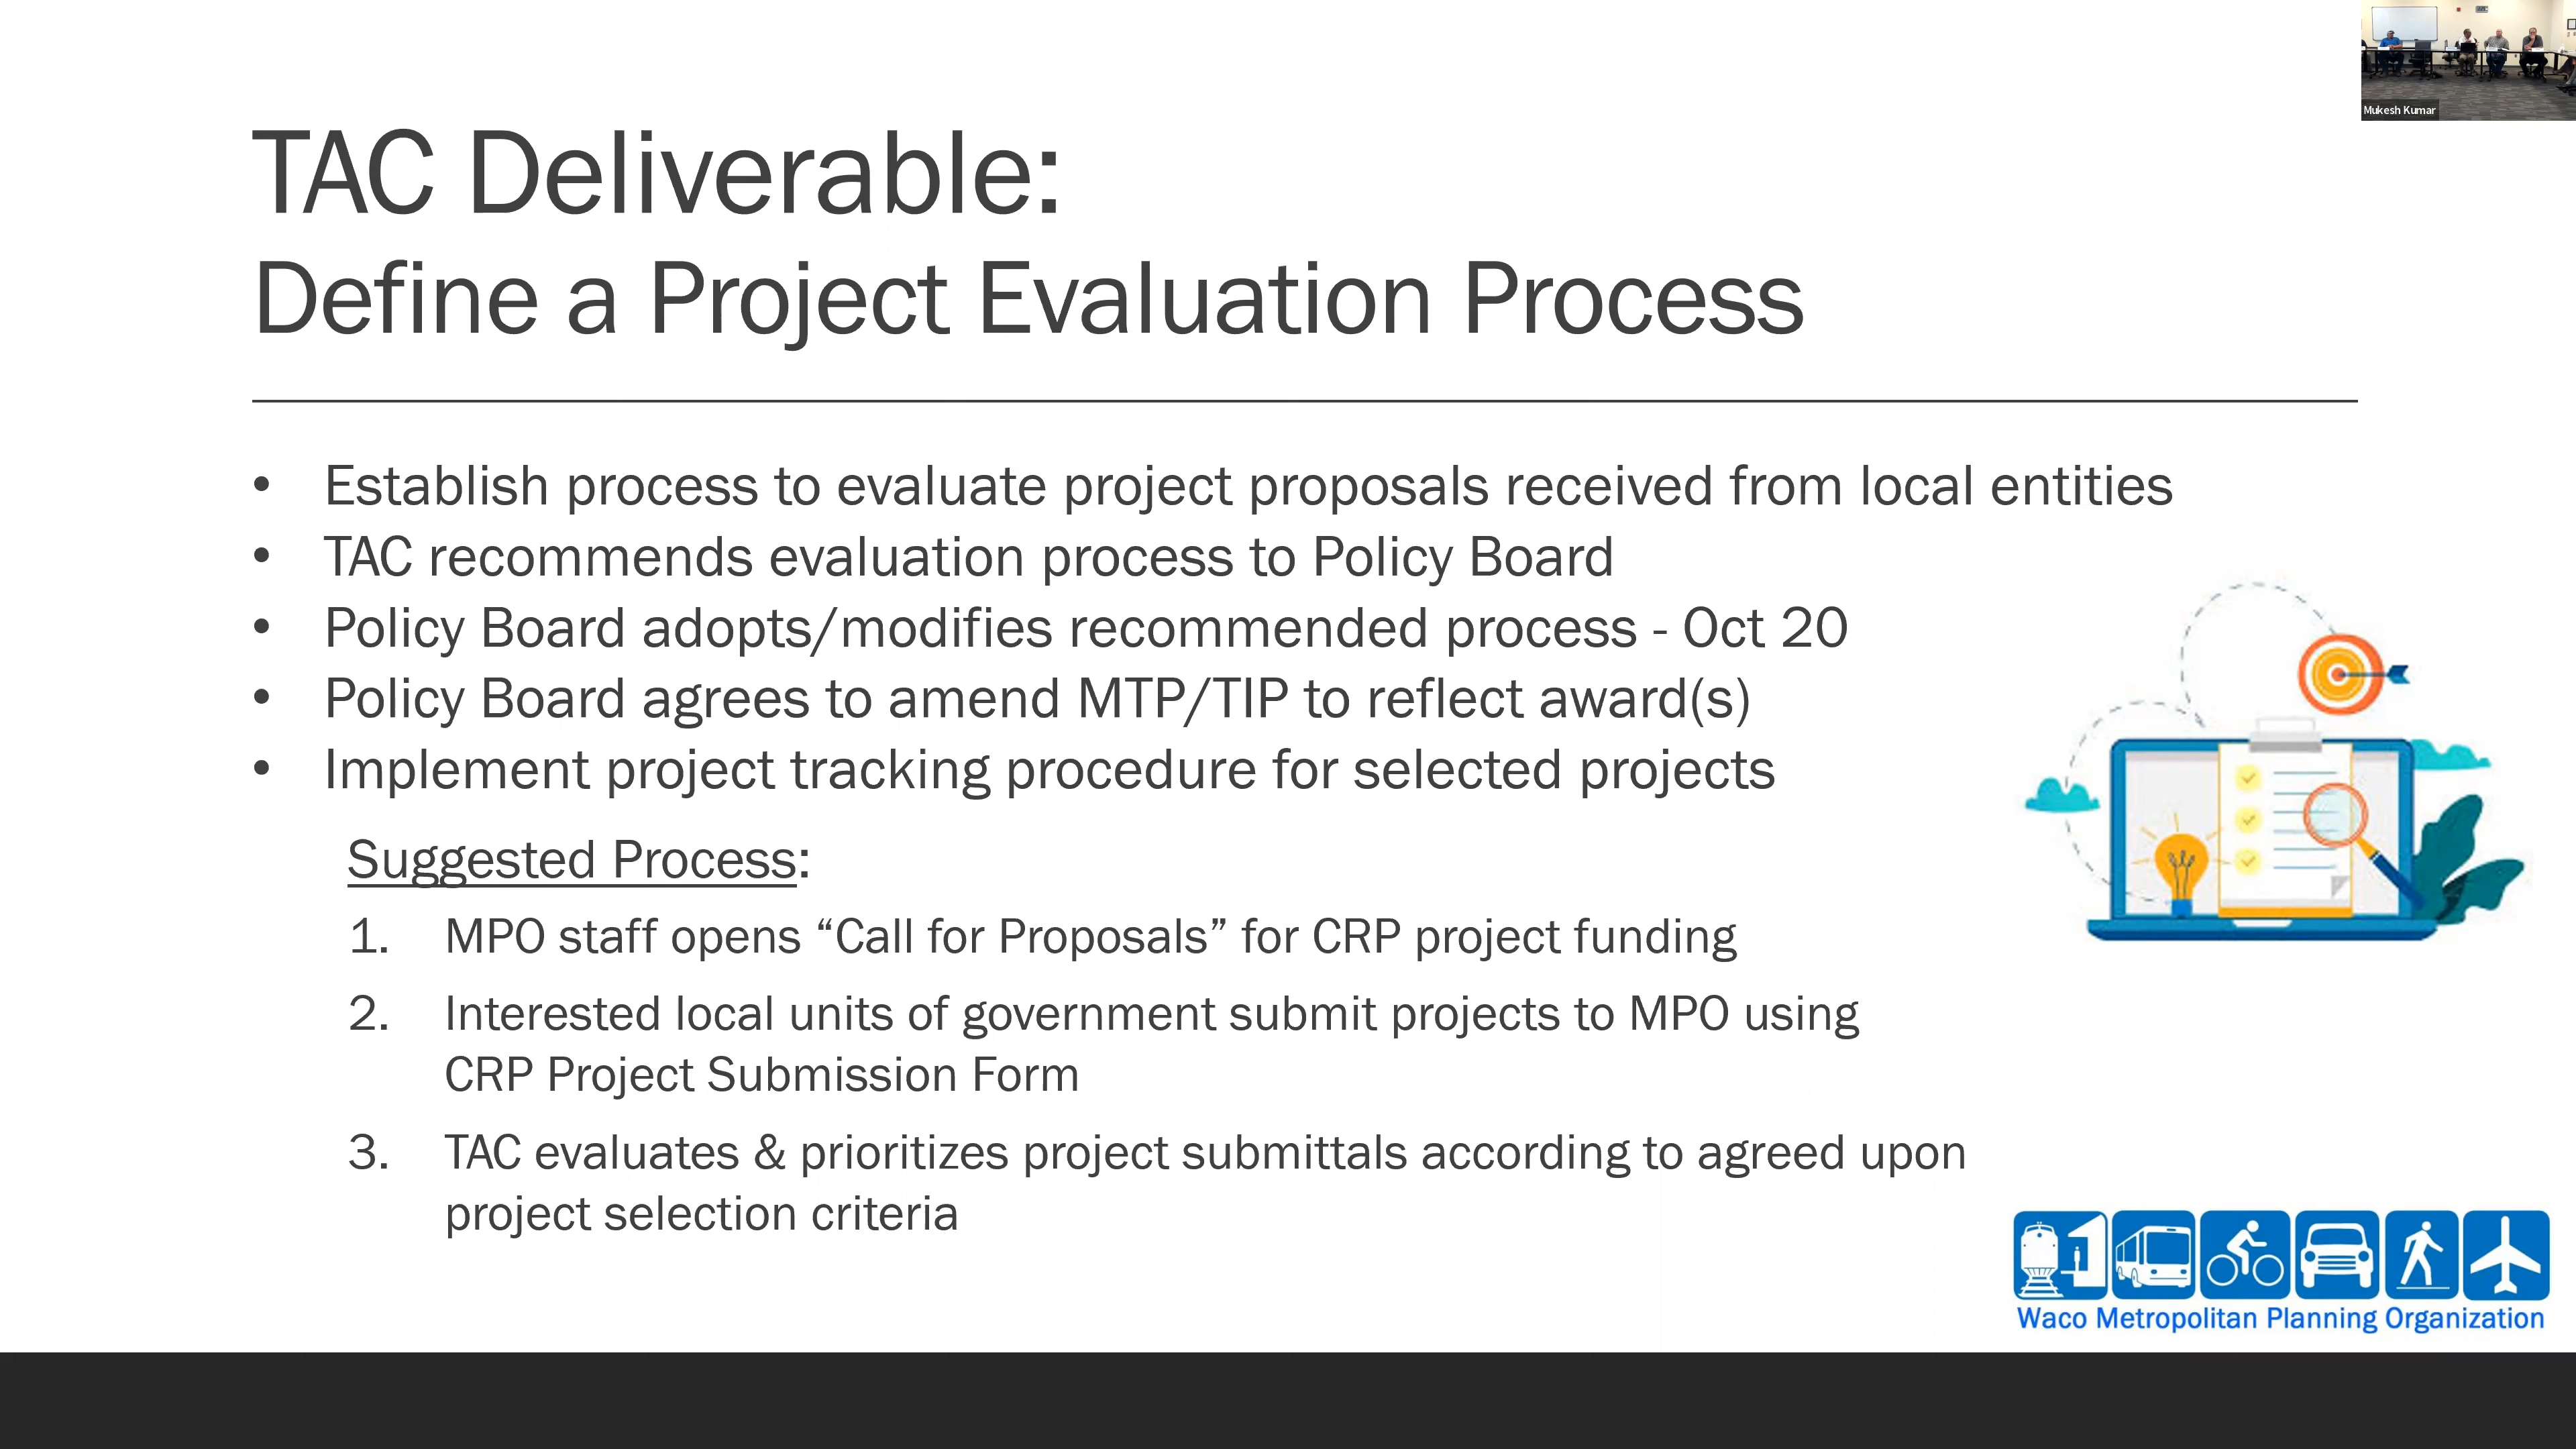 Mukesh Kumar
TAC Deliverable:
Define a Project Evaluation Process
• Establish process to evaluate project proposals received from local entities
• TAC recommends evaluation process to Policy Board
• Policy Board adopts/modifies recommended process - Oct 20
• Policy Board agrees to amend MTP/TIP to reflect award(s)
• Implement project tracking procedure for selected projects
Suggested Process:
1. MPO staff opens “Call for Proposals” for CRP project funding
2. Interested local units of government submit projects to MPO using
CRP Project Submission Form
3. TAC evaluates & prioritizes project submittals according to agreed upon
project selection criteria
Waco Metropolitan Planning Organization